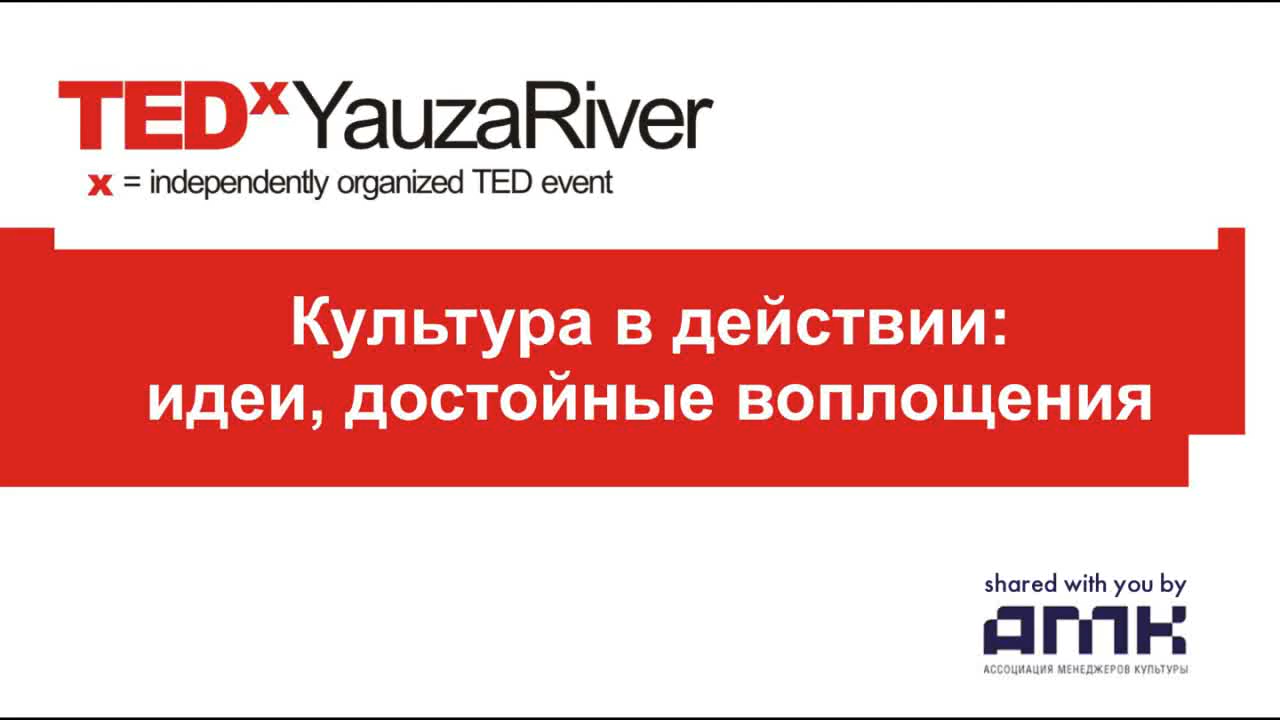 TEDxYauzaRiver
x = independently organized TED event
Культура в действии:
идеи, достойные воплощения
shared with you by
АМК
АССОЦИАЦИЯ МЕНЕДЖЕРОВ КУЛЬТУРЫ